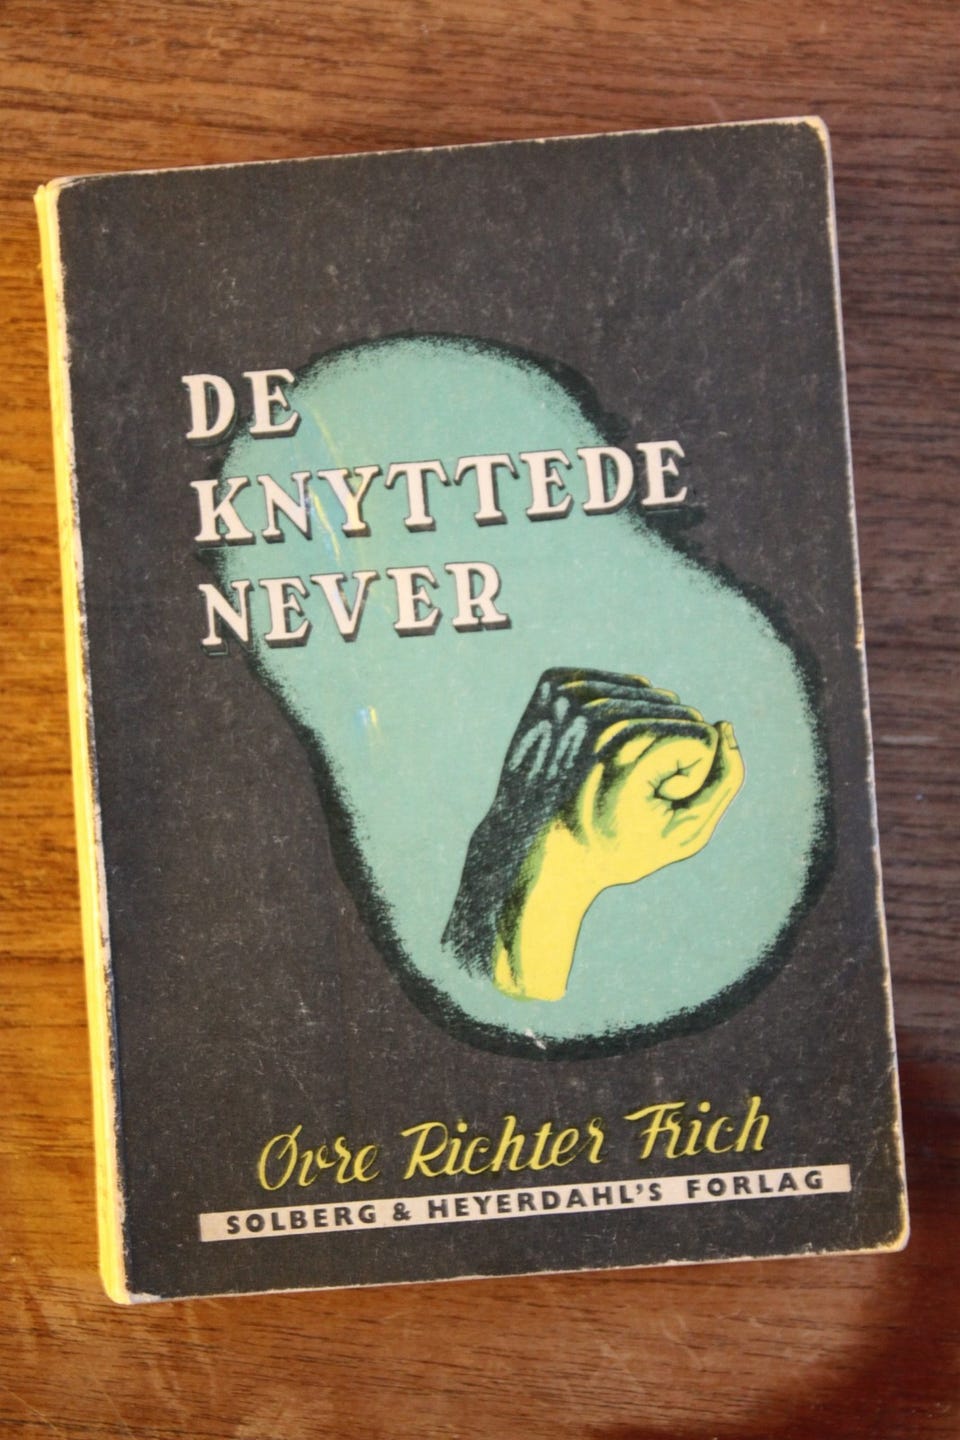 DE
KNYTTEDE
NEVER
Øvre Richter Frich
SOLBERG & HEYERDAHL'S FORLAG